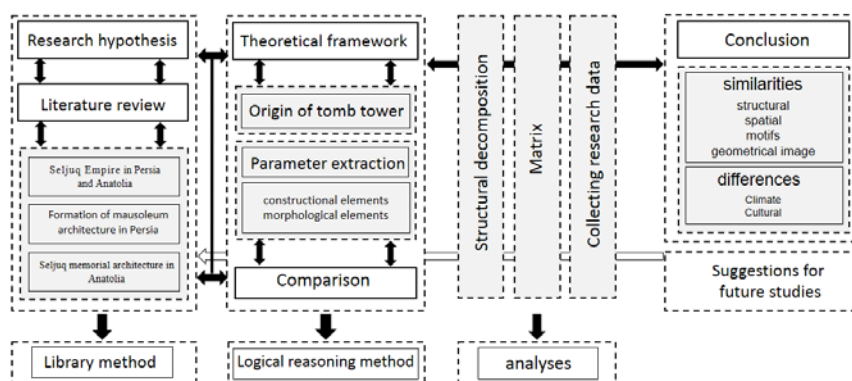 Research hypothesis
Literature review
Seljuq Empire in Persia
and Anatolia
Formation of mausoleum
architecture in Persia
Seljuq memorial architecture in
Anatolia
Library method
Theoretical framework
Origin of tomb tower
Parameter extraction
constructional elements
morphological elements
Comparison
Logical reasoning method
Structural decomposition
Matrix
Collecting research data
analyses
Conclusion
similarities
structural
spatial
motifs
geometrical image
differences
Climate
Cultural
Suggestions for
future studies